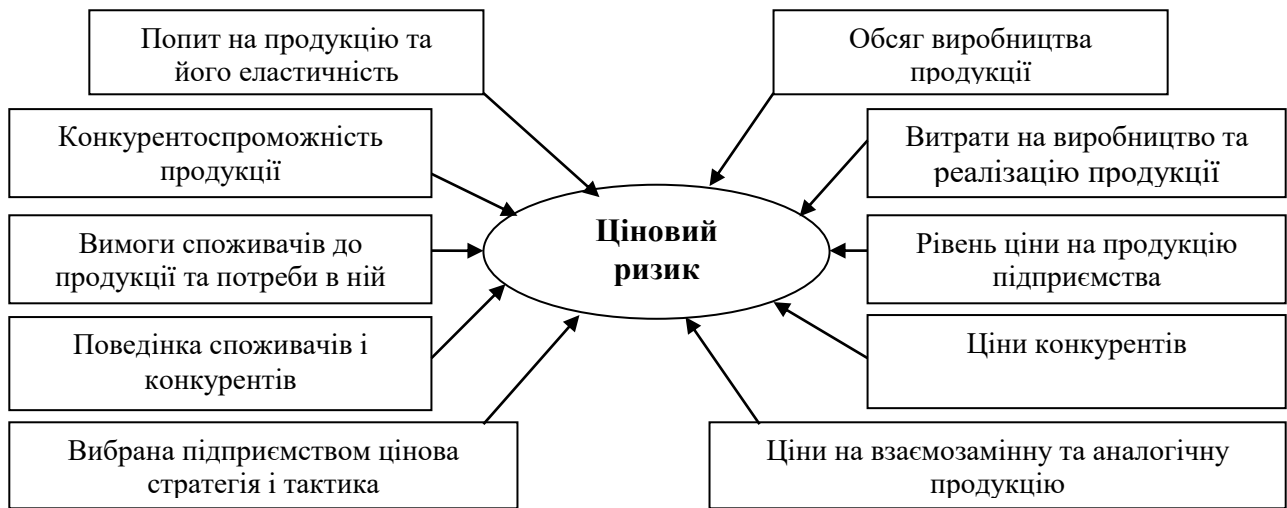 Попит на продукцію та
його еластичність
Обсяг виробництва
продукції
Конкурентоспроможність
продукції
Витрати на виробництво та
реалізацію продукції
Ціновий
ризик
Вимоги споживачів до
продукції та потреби в ній
Рівень ціни на продукцію
підприємства
Поведінка споживачів і
конкурентів
Ціни конкурентів
Вибрана підприємством цінова
стратегія і тактика
Ціни на взаємозамінну та аналогічну
продукцію